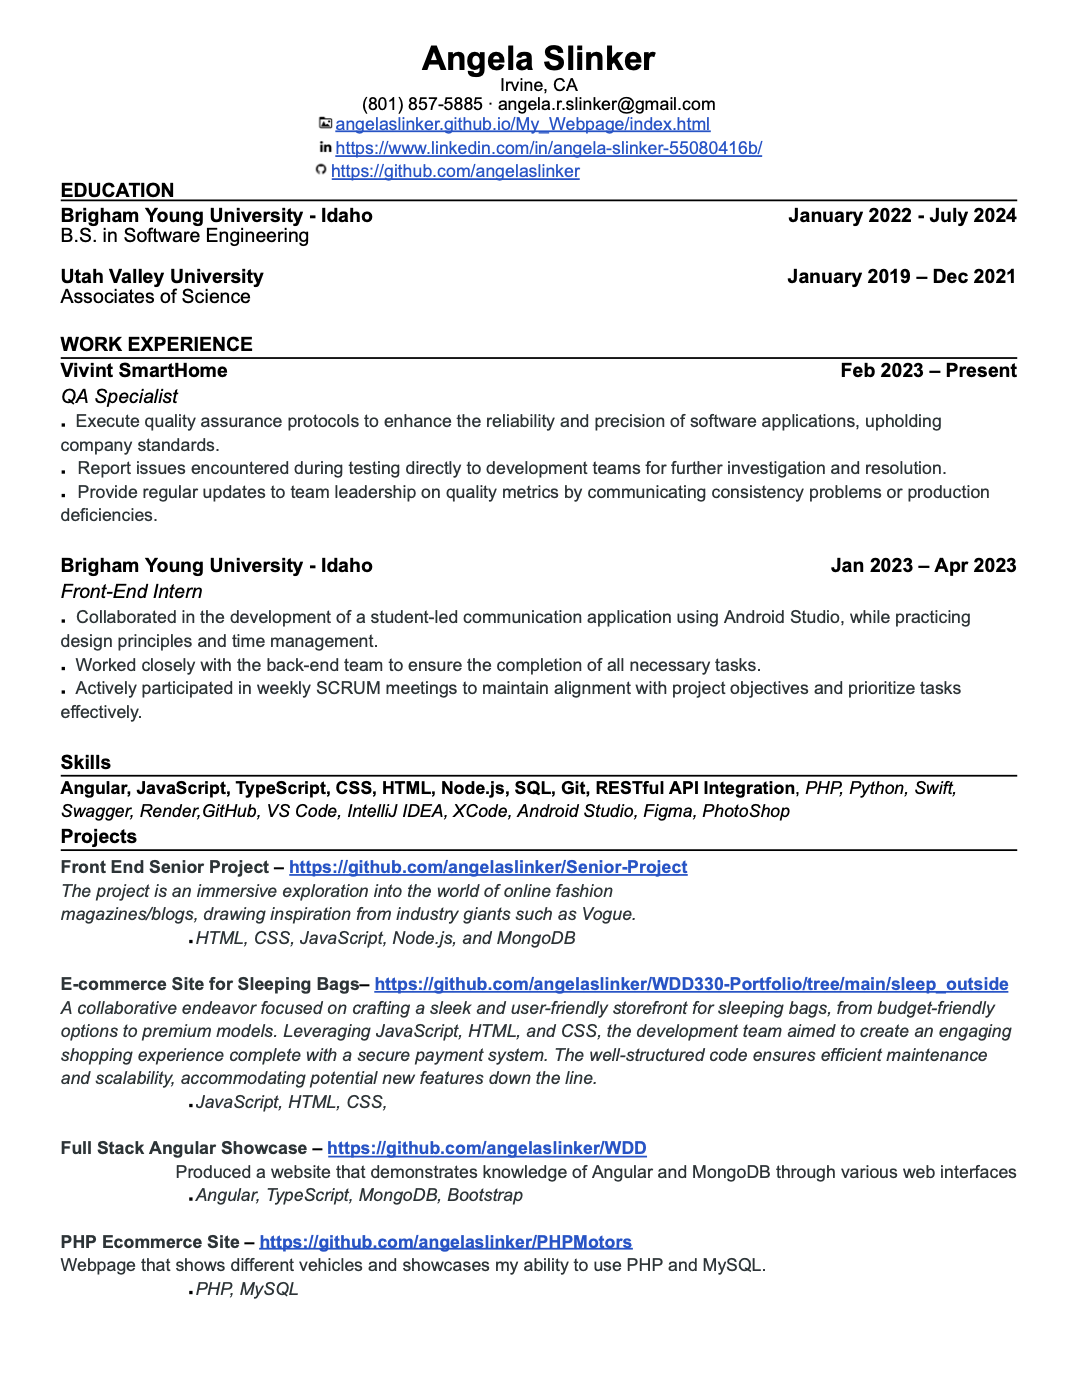 Angela Slinker
Irvine, CA
(801) 857-5885 · angela.r.slinker@gmail.com
angelaslinker.github.io/My_Webpage/index.html
https://www.linkedin.com/in/angela-slinker-55080416b/
https://github.com/angelaslinker
EDUCATION
Brigham Young University - Idaho January 2022 - July 2024
B.S. in Software Engineering
Utah Valley University January 2019 – Dec 2021
Associates of Science
WORK EXPERIENCE
Vivint SmartHome Feb 2023 – Present
QA Specialist
▪ Execute quality assurance protocols to enhance the reliability and precision of software applications, upholding
company standards.
▪ Report issues encountered during testing directly to development teams for further investigation and resolution.
▪ Provide regular updates to team leadership on quality metrics by communicating consistency problems or production
deficiencies.
Brigham Young University - Idaho Jan 2023 – Apr 2023
Front-End Intern
▪ Collaborated in the development of a student-led communication application using Android Studio, while practicing
design principles and time management.
▪ Worked closely with the back-end team to ensure the completion of all necessary tasks.
▪ Actively participated in weekly SCRUM meetings to maintain alignment with project objectives and prioritize tasks
effectively.
Skills
Angular, JavaScript, TypeScript, CSS, HTML, Node.js, SQL, Git, RESTful API Integration, PHP, Python, Swift,
Swagger, Render,GitHub, VS Code, IntelliJ IDEA, XCode, Android Studio, Figma, PhotoShop
Projects
Front End Senior Project – https://github.com/angelaslinker/Senior-Project
The project is an immersive exploration into the world of online fashion
magazines/blogs, drawing inspiration from industry giants such as Vogue.
▪HTML, CSS, JavaScript, Node.js, and MongoDB
E-commerce Site for Sleeping Bags– https://github.com/angelaslinker/WDD330-Portfolio/tree/main/sleep_outside
A collaborative endeavor focused on crafting a sleek and user-friendly storefront for sleeping bags, from budget-friendly
options to premium models. Leveraging JavaScript, HTML, and CSS, the development team aimed to create an engaging
shopping experience complete with a secure payment system. The well-structured code ensures efficient maintenance
and scalability, accommodating potential new features down the line.
▪JavaScript, HTML, CSS,
Full Stack Angular Showcase – https://github.com/angelaslinker/WDD
Produced a website that demonstrates knowledge of Angular and MongoDB through various web interfaces
▪Angular, TypeScript, MongoDB, Bootstrap
PHP Ecommerce Site – https://github.com/angelaslinker/PHPMotors
Webpage that shows different vehicles and showcases my ability to use PHP and MySQL.
▪PHP, MySQL